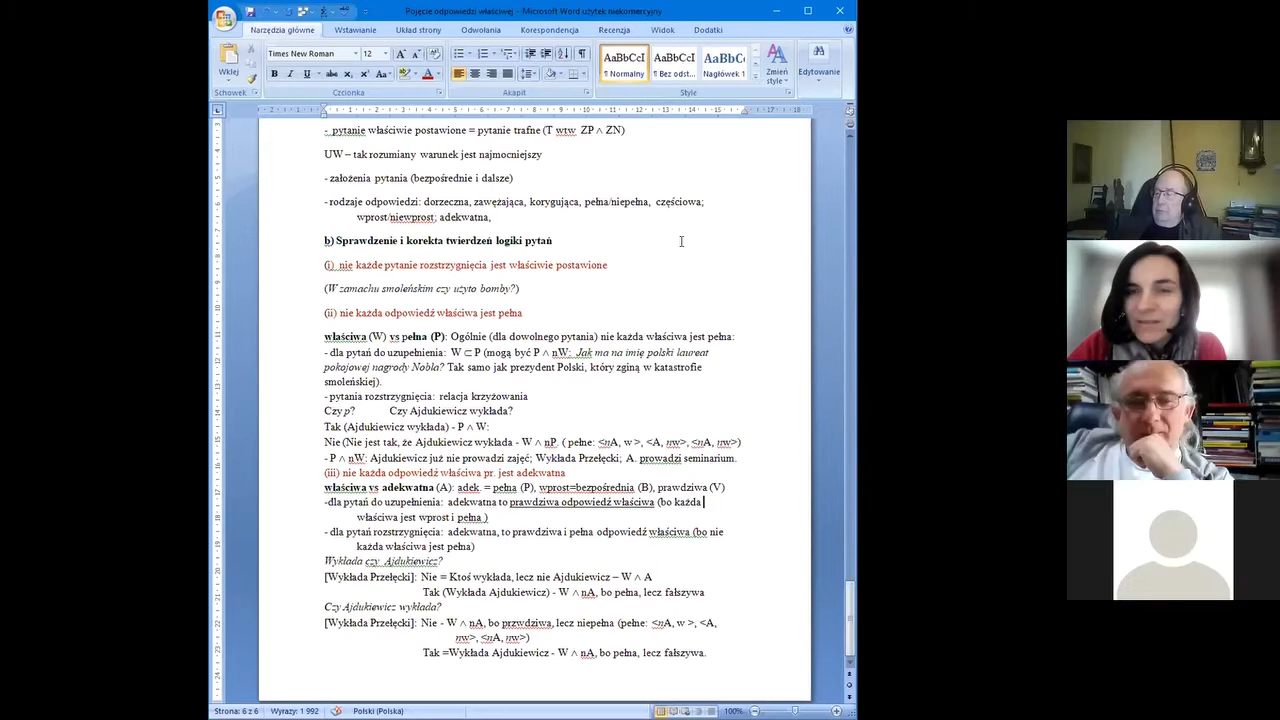 Pojęcie odpowiedzi właściwej - Microsoft Word użytek niekomercyjny
Narzędzia główne Wstawianie Układ strony Odwołania Korespondencja Recenzja Widok Dodatki
Times New Roman 12
Wklej
AaBbCcI AaBbCcI AaBbC
¶ Normalny ¶ Bez odst... Nagłówek 1
Zmień style
Edytowanie
Schowek Czcionka Akapit Style
- pytanie właściwie postawione = pytanie trafne (T wtw ZP ∧ ZN)
UW – tak rozumiany warunek jest najmocniejszy
- założenia pytania (bezpośrednie i dalsze)
- rodzaje odpowiedzi: dorzeczna, zawężająca, korygująca, pełna/niepełna, częściowa;
wprost/niewprost; adekwatna,
b) Sprawdzenie i korekta twierdzeń logiki pytań
(i) nie każde pytanie rozstrzygnięcia jest właściwie postawione
(W zamachu smoleńskim czy użyto bomby?)
(ii) nie każda odpowiedź właściwa jest pełna
właściwa (W) vs pełna (P): Ogólnie (dla dowolnego pytania) nie każda właściwa jest pełna:
- dla pytań do uzupełnienia: W ⊂ P (mogą być P ∧ nW: Jak ma na imię polski laureat
pokojowej nagrody Nobla? Tak samo jak prezydent Polski, który zginą w katastrofie
smoleńskiej).
- pytania rozstrzygnięcia: relacja krzyżowania
Czy p? Czy Ajdukiewicz wykłada?
Tak (Ajdukiewicz wykłada) - P ∧ W:
Nie (Nie jest tak, że Ajdukiewicz wykłada - W ∧ nP. ( pełne: <nA, w >, <A, nw>, <nA, nw>)
- P ∧ nW: Ajdukiewicz już nie prowadzi zajęć; Wykłada Przełęcki; A. prowadzi seminarium.
(iii) nie każda odpowiedź właściwa pr. jest adekwatna
właściwa vs adekwatna (A): adek. = pełna (P), wprost=bezpośrednia (B), prawdziwa (V)
-dla pytań do uzupełnienia: adekwatna to prawdziwa odpowiedź właściwa (bo każda
właściwa jest wprost i pełna )
- dla pytań rozstrzygnięcia: adekwatna, to prawdziwa i pełna odpowiedź właściwa (bo nie
każda właściwa jest pełna)
Wykłada czy Ajdukiewicz?
[Wykłada Przełęcki]: Nie = Ktoś wykłada, lecz nie Ajdukiewicz – W ∧ A
Tak (Wykłada Ajdukiewicz) - W ∧ nA, bo pełna, lecz fałszywa
Czy Ajdukiewicz wykłada?
[Wykłada Przełęcki]: Nie - W ∧ nA, bo przwdziwa, lecz niepełna (pełne: <nA, w >, <A,
nw>, <nA, nw>)
Tak =Wykłada Ajdukiewicz - W ∧ nA, bo pełna, lecz fałszywa.
Strona: 6 z 6 Wyrazy: 1 992 Polski (Polska) 100%